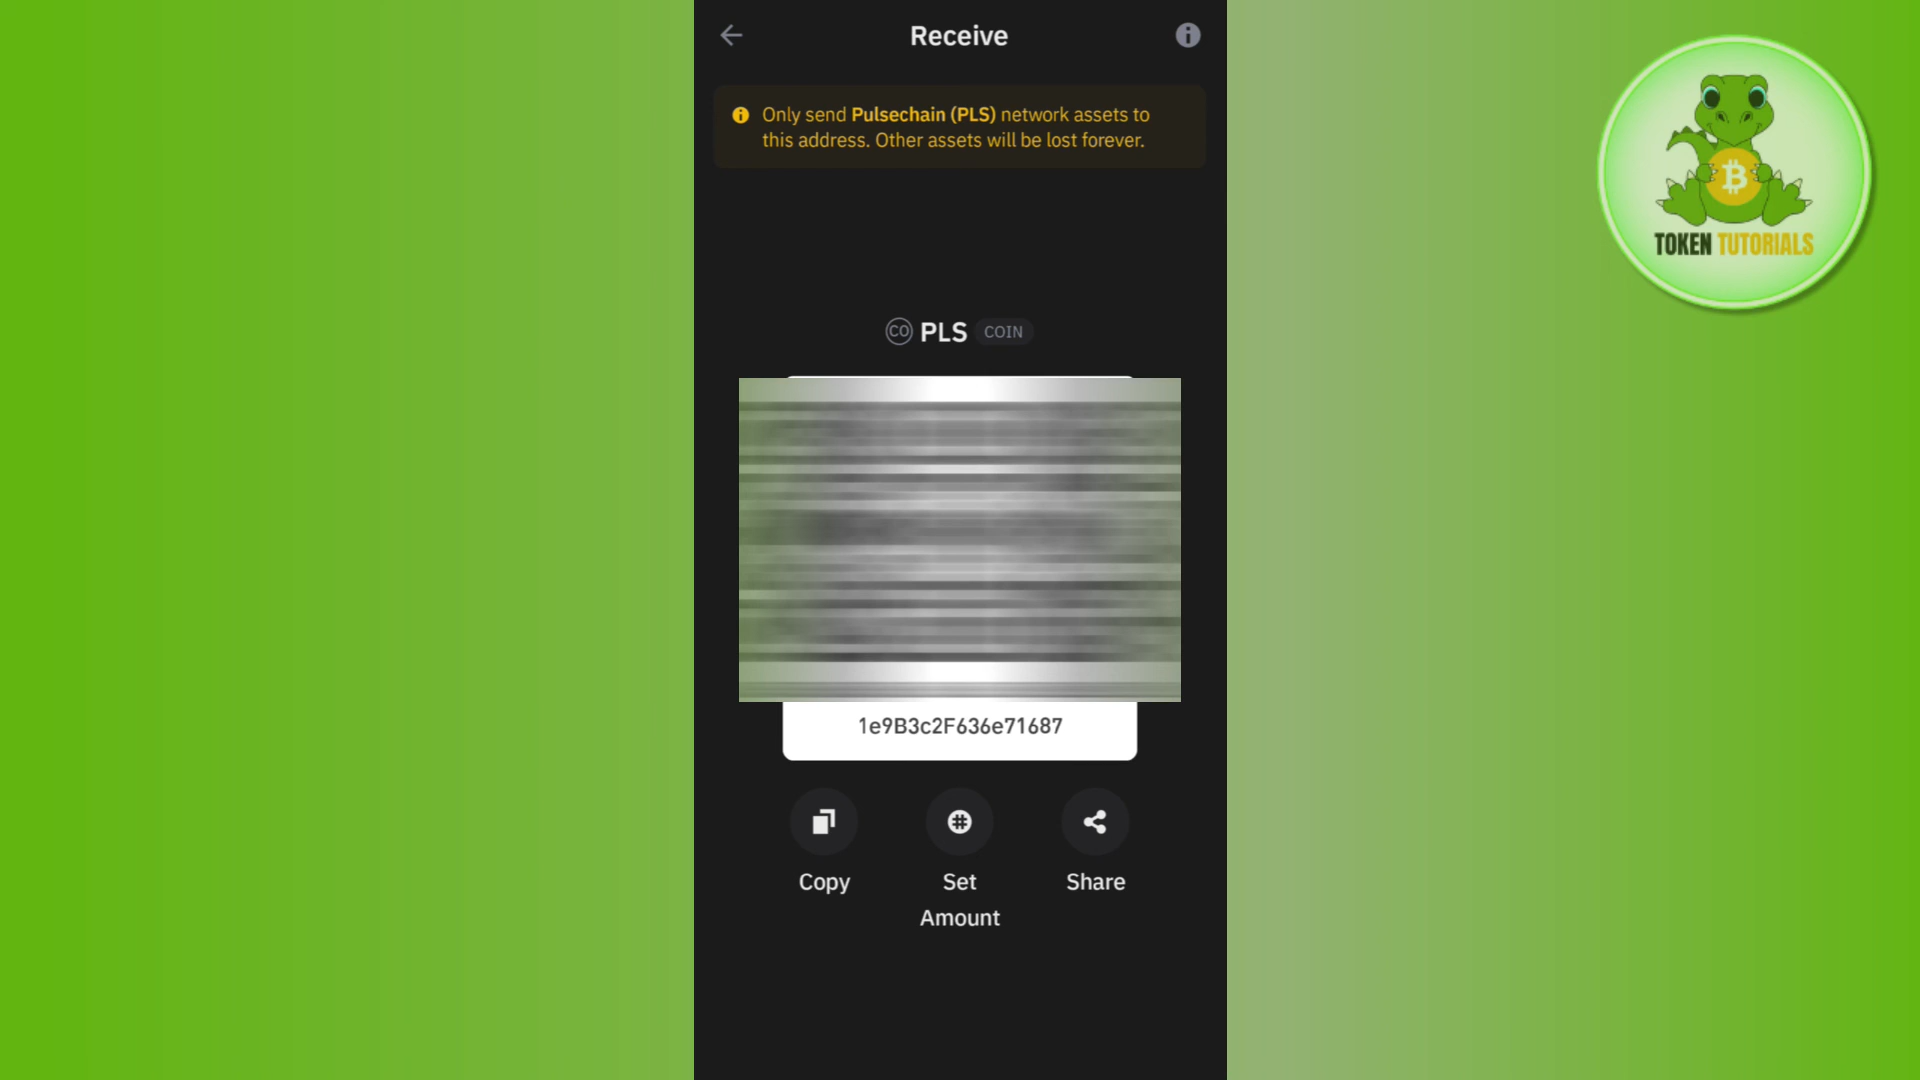 Receive
Only send Pulsechain (PLS) network assets to
this address. Other assets will be lost forever.
TOKEN TUTORIALS
CO PLS COIN
1e9B3c2F636e71687
Copy
Set
Amount
Share